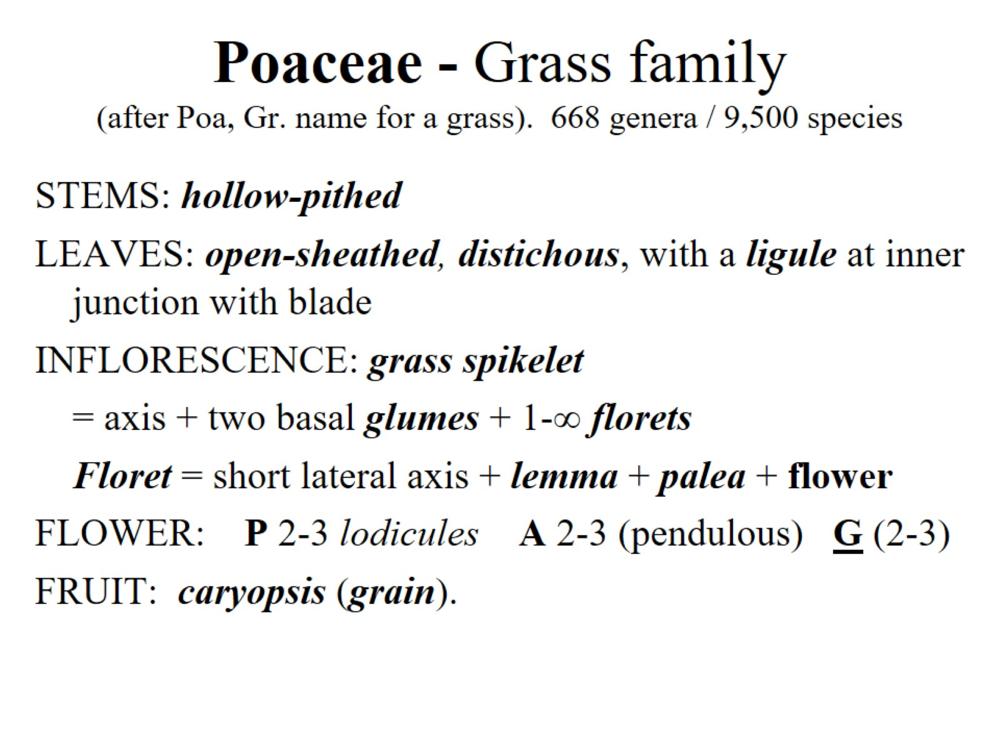 Poaceae - Grass family
(after Poa, Gr. name for a grass).  668 genera / 9,500 species
STEMS: hollow-pithed
LEAVES: open-sheathed, distichous, with a ligule at inner
junction with blade
INFLORESCENCE: grass spikelet
= axis + two basal glumes + 1-∞ florets
Floret = short lateral axis + lemma + palea + flower
FLOWER:    P 2-3 lodicules    A 2-3 (pendulous)   G (2-3)
FRUIT:  caryopsis (grain).